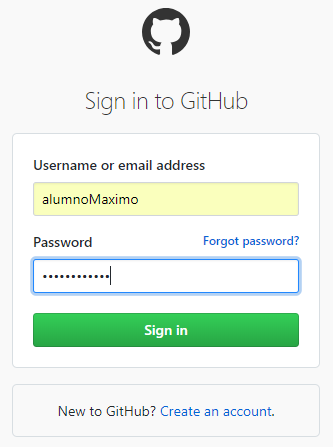 Sign in to GitHub
Username or email address
alumnoMaximo
Password Forgot password?
••••••••••••
Sign in
New to GitHub? Create an account.